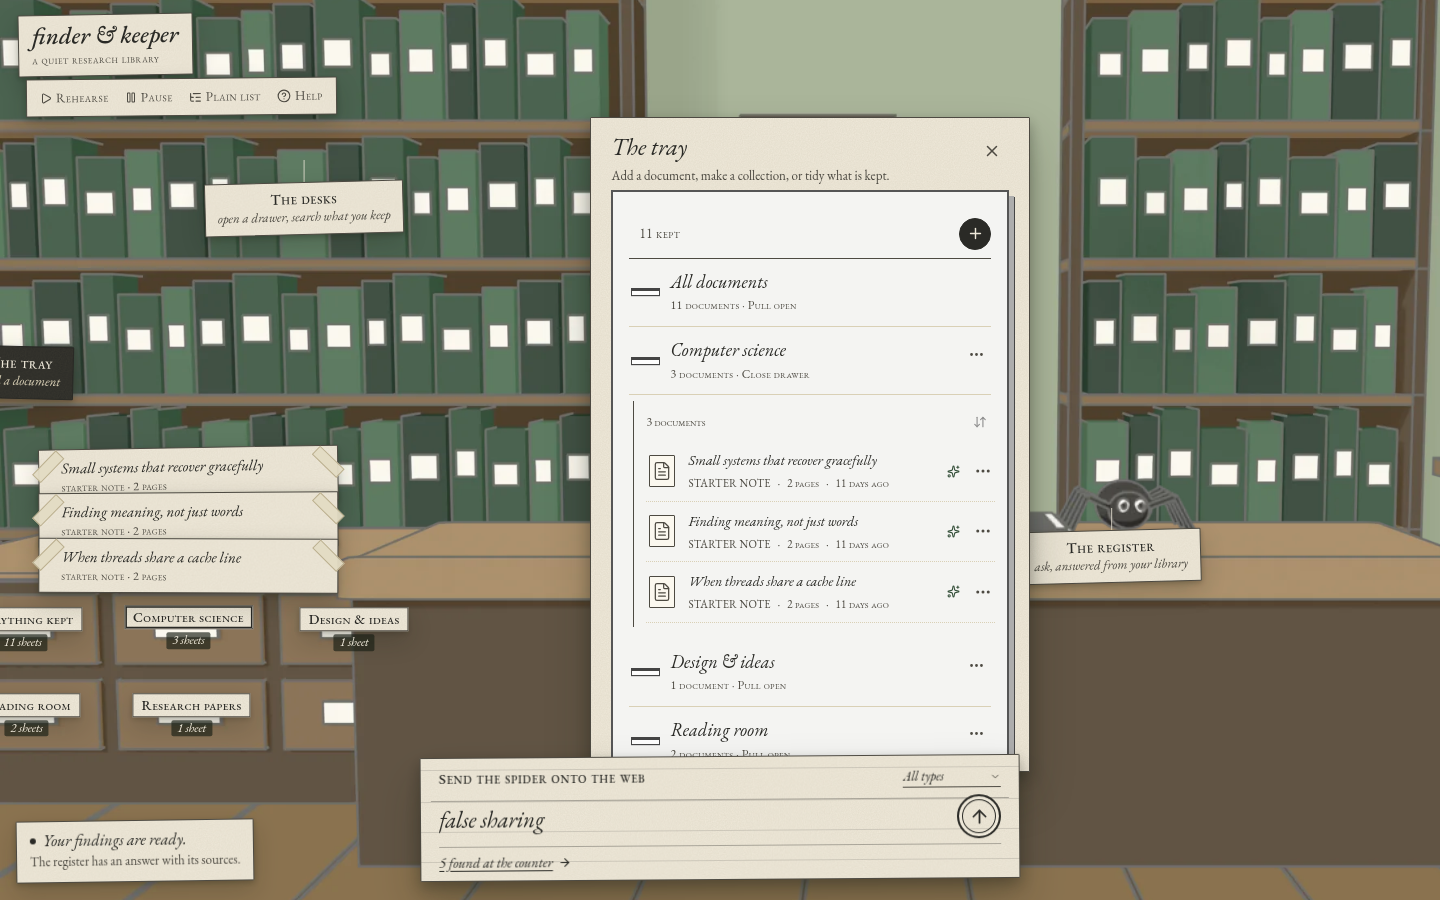 finder & keeper
A QUIET RESEARCH LIBRARY
REHEARSE
PAUSE
PLAIN LIST
HELP
THE DESKS
open a drawer, search what you keep
HE TRAY
a document
Small systems that recover gracefully
STARTER NOTE · 2 PAGES
Finding meaning, not just words
STARTER NOTE · 2 PAGES
When threads share a cache line
STARTER NOTE · 2 PAGES
YTHING KEPT
11 sheets
COMPUTER SCIENCE
3 sheets
DESIGN & IDEAS
1 sheet
ADING ROOM
2 sheets
RESEARCH PAPERS
1 sheet
Your findings are ready.
The register has an answer with its sources.
The tray
Add a document, make a collection, or tidy what is kept.
11 KEPT
All documents
11 DOCUMENTS · PULL OPEN
Computer science
3 DOCUMENTS · CLOSE DRAWER
3 DOCUMENTS
Small systems that recover gracefully
STARTER NOTE · 2 PAGES · 11 DAYS AGO
Finding meaning, not just words
STARTER NOTE · 2 PAGES · 11 DAYS AGO
When threads share a cache line
STARTER NOTE · 2 PAGES · 11 DAYS AGO
Design & ideas
1 DOCUMENT · PULL OPEN
Reading room
2 DOCUMENTS · PULL OPEN
THE REGISTER
ask, answered from your library
SEND THE SPIDER ONTO THE WEB
All types
false sharing
5 found at the counter →